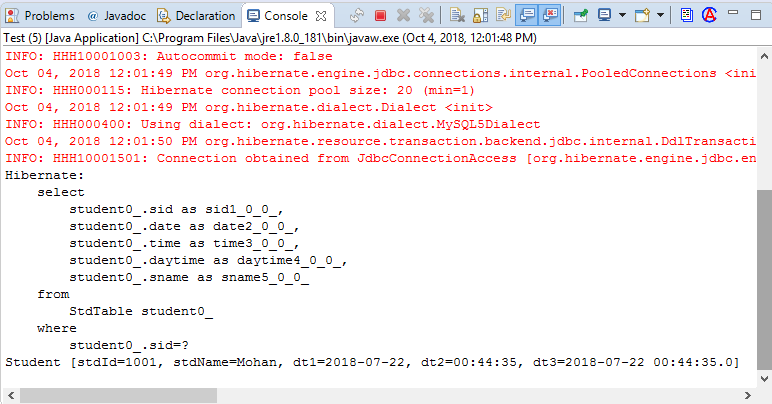 Problems @ Javadoc Declaration Console
Test (5) [Java Application] C:\Program Files\Java\jre1.8.0_181\bin\javaw.exe (Oct 4, 2018, 12:01:48 PM)
INFO: HHH10001003: Autocommit mode: false
Oct 04, 2018 12:01:49 PM org.hibernate.engine.jdbc.connections.internal.PooledConnections <ini
INFO: HHH000115: Hibernate connection pool size: 20 (min=1)
Oct 04, 2018 12:01:49 PM org.hibernate.dialect.Dialect <init>
INFO: HHH000400: Using dialect: org.hibernate.dialect.MySQL5Dialect
Oct 04, 2018 12:01:50 PM org.hibernate.resource.transaction.backend.jdbc.internal.DdlTransacti
INFO: HHH10001501: Connection obtained from JdbcConnectionAccess [org.hibernate.engine.jdbc.en
Hibernate:
    select
        student0_.sid as sid1_0_0_,
        student0_.date as date2_0_0_,
        student0_.time as time3_0_0_,
        student0_.daytime as daytime4_0_0_,
        student0_.sname as sname5_0_0_
    from
        StdTable student0_
    where
        student0_.sid=?
Student [stdId=1001, stdName=Mohan, dt1=2018-07-22, dt2=00:44:35, dt3=2018-07-22 00:44:35.0]